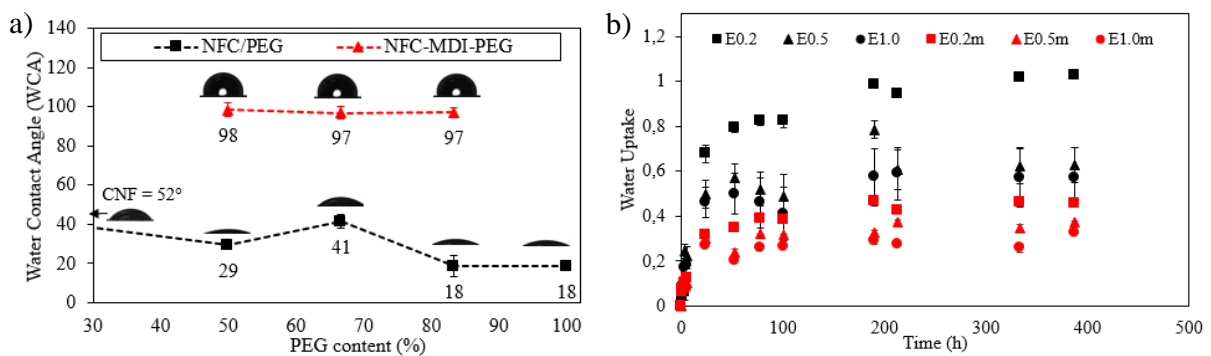 a)
NFC/PEG
NFC-MDI-PEG
Water Contact Angle (WCA)
140
120
100
80
60
40
20
0
98
97
97
CNF = 52°
29
41
18
18
30
40
50
60
70
80
90
100
PEG content (%)
b)
E0.2
E0.5
E1.0
E0.2m
E0.5m
E1.0m
Water Uptake
1,2
1
0,8
0,6
0,4
0,2
0
0
100
200
300
400
500
Time (h)